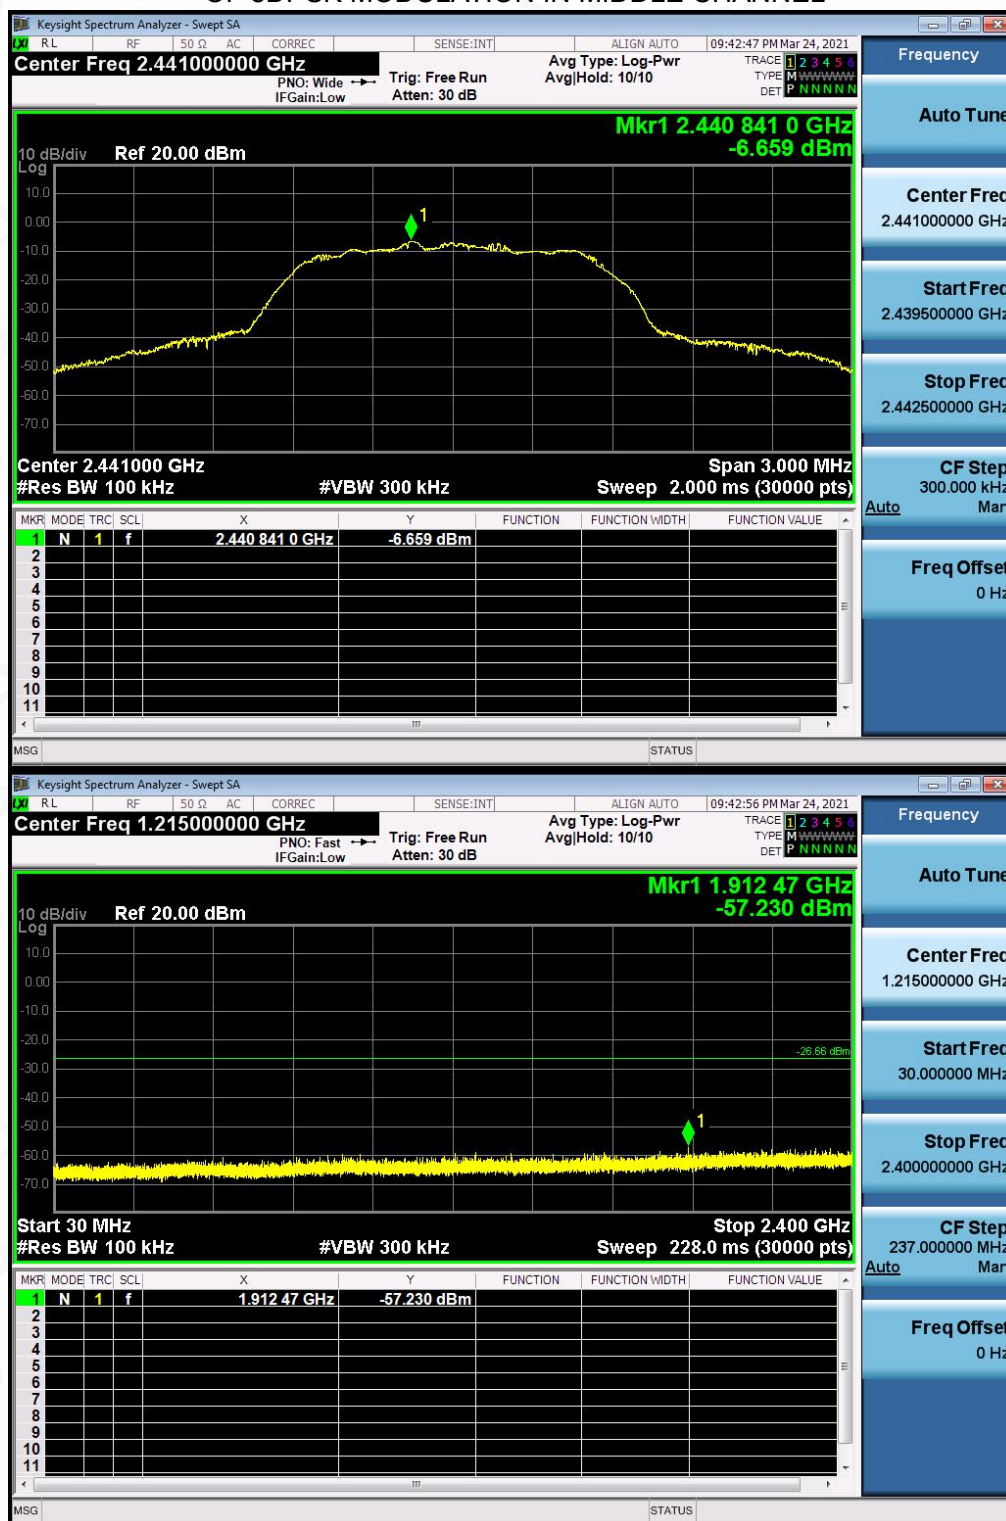 OF 8DPSK MODULATION IN MIDDLE CHANNEL
Keysight Spectrum Analyzer - Swept SA
LXI RL RF 50 Ω AC CORREC SENSE:INT ALIGN AUTO 09:42:47 PM Mar 24, 2021
Center Freq 2.441000000 GHz
PNO: Wide
IFGain:Low
Trig: Free Run
Atten: 30 dB
Avg Type: Log-Pwr
Avg|Hold: 10/10
TRACE 1 2 3 4 5 6
TYPE M WWWWW
DET P N N N N N
Mkr1 2.440 841 0 GHz
-6.659 dBm
10 dB/div Ref 20.00 dBm
Log
10.0
0.00
-10.0
-20.0
-30.0
-40.0
-50.0
-60.0
-70.0
1
Center 2.441000 GHz Span 3.000 MHz
#Res BW 100 kHz #VBW 300 kHz Sweep 2.000 ms (30000 pts)
MKR MODE TRC SCL X Y FUNCTION FUNCTION WIDTH FUNCTION VALUE
1 N 1 f 2.440 841 0 GHz -6.659 dBm
2
3
4
5
6
7
8
9
10
11
MSG STATUS
Frequency
Auto Tune
Center Freq
2.441000000 GHz
Start Freq
2.439500000 GHz
Stop Freq
2.442500000 GHz
CF Step
300.000 kHz
Auto Man
Freq Offset
0 Hz
Keysight Spectrum Analyzer - Swept SA
LXI RL RF 50 Ω AC CORREC SENSE:INT ALIGN AUTO 09:42:56 PM Mar 24, 2021
Center Freq 1.215000000 GHz
PNO: Fast
IFGain:Low
Trig: Free Run
Atten: 30 dB
Avg Type: Log-Pwr
Avg|Hold: 10/10
TRACE 1 2 3 4 5 6
TYPE M WWWWW
DET P N N N N N
Mkr1 1.912 47 GHz
-57.230 dBm
10 dB/div Ref 20.00 dBm
Log
10.0
0.00
-10.0
-20.0
-26.66 dBm
-30.0
-40.0
-50.0
-60.0
-70.0
1
Start 30 MHz Stop 2.400 GHz
#Res BW 100 kHz #VBW 300 kHz Sweep 228.0 ms (30000 pts)
MKR MODE TRC SCL X Y FUNCTION FUNCTION WIDTH FUNCTION VALUE
1 N 1 f 1.912 47 GHz -57.230 dBm
2
3
4
5
6
7
8
9
10
11
MSG STATUS
Frequency
Auto Tune
Center Freq
1.215000000 GHz
Start Freq
30.000000 MHz
Stop Freq
2.400000000 GHz
CF Step
237.000000 MHz
Auto Man
Freq Offset
0 Hz